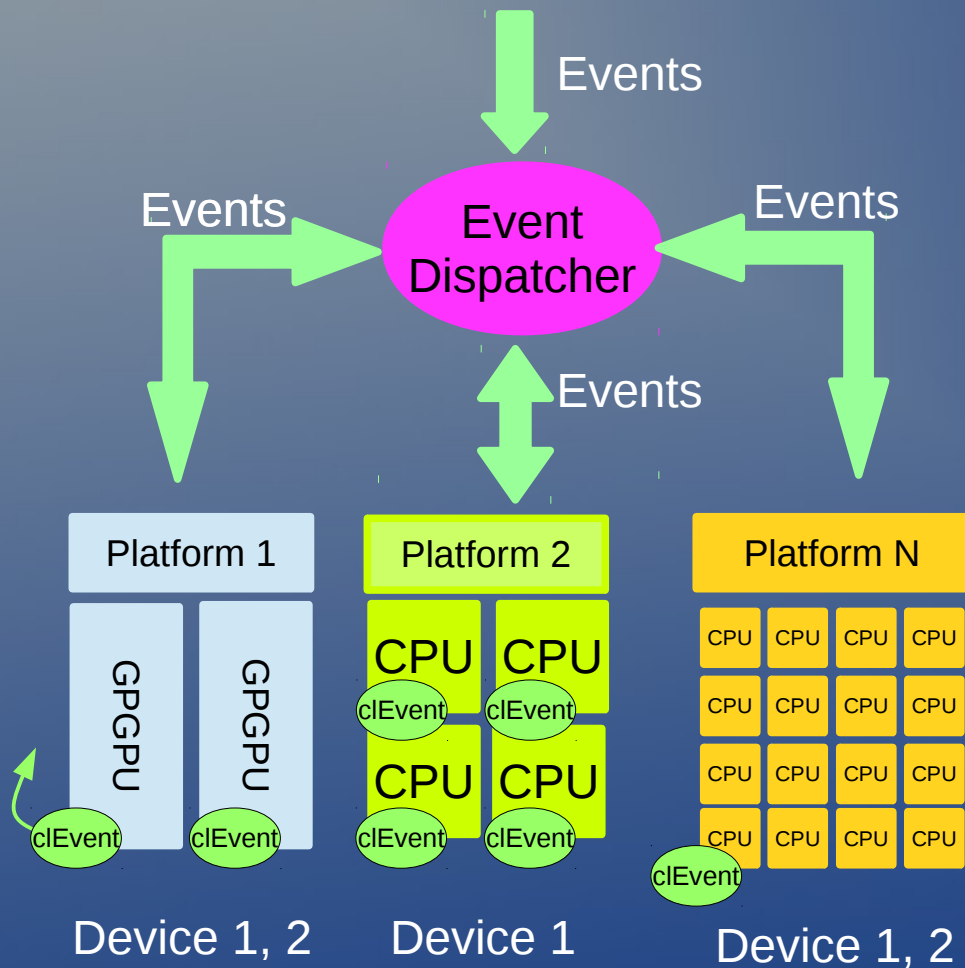 Events
Events
Events
Event
Dispatcher
Events
Platform 1
Platform 2
Platform N
GPGPU
GPGPU
CPU
CPU
clEvent
clEvent
CPU
CPU
clEvent
clEvent
clEvent
clEvent
CPU CPU CPU CPU
CPU CPU CPU CPU
CPU CPU CPU CPU
CPU CPU CPU CPU
clEvent
Device 1, 2
Device 1
Device 1, 2